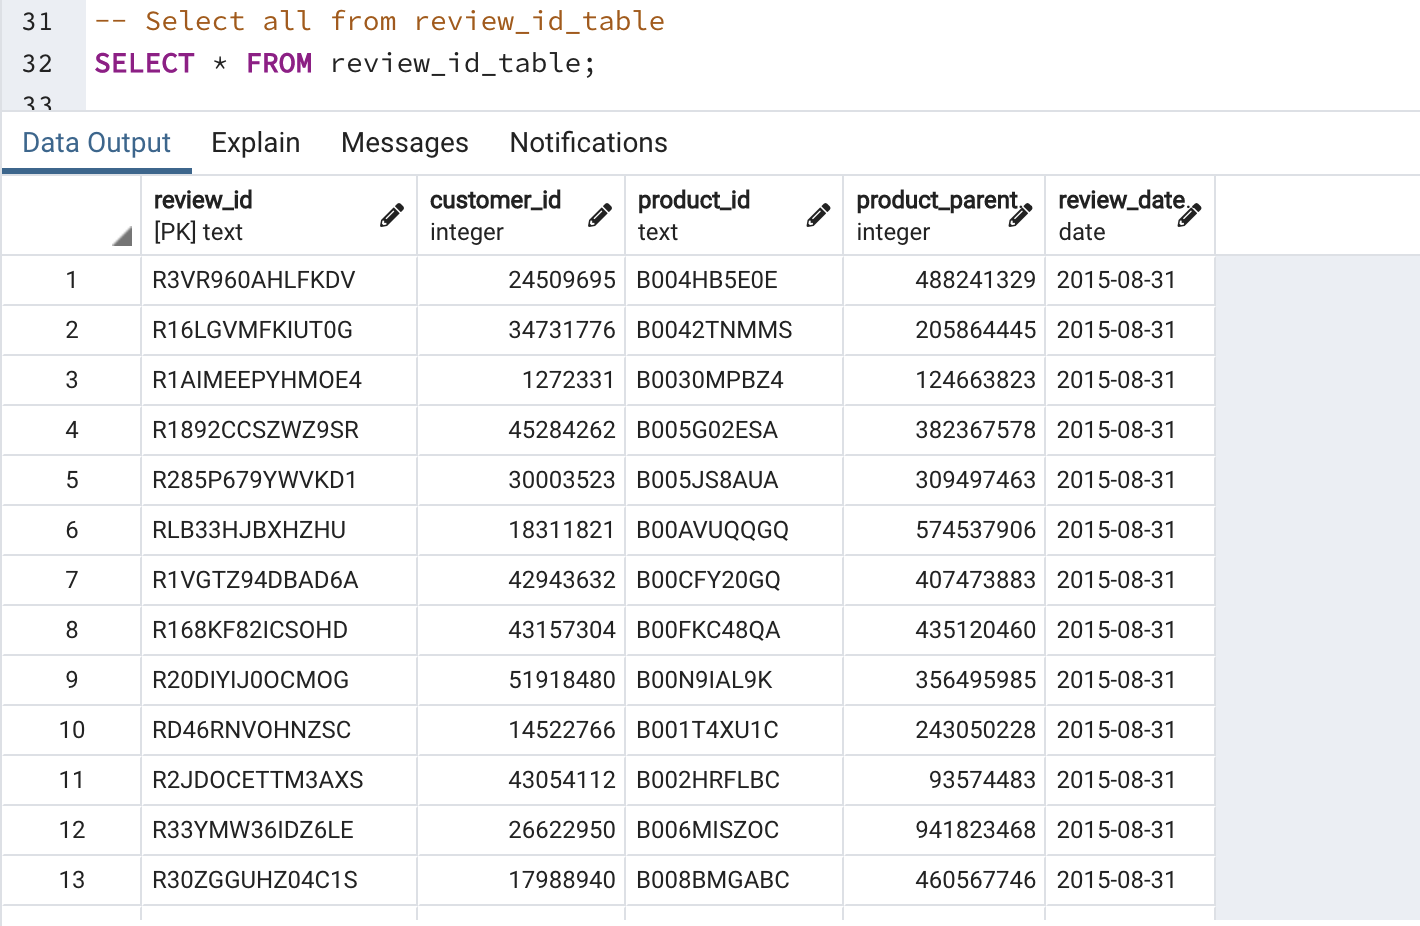 31 -- Select all from review_id_table
32 SELECT * FROM review_id_table;
33
Data Output Explain Messages Notifications
review_id customer_id product_id product_parent review_date
[PK] text integer text integer date
1 R3VR960AHLFKDV 24509695 B004HB5E0E 488241329 2015-08-31
2 R16LGVMFKIUT0G 34731776 B0042TNMMS 205864445 2015-08-31
3 R1AIMEEPYHMOE4 1272331 B0030MPBZ4 124663823 2015-08-31
4 R1892CCSZWZ9SR 45284262 B005G02ESA 382367578 2015-08-31
5 R285P679YWVKD1 30003523 B005JS8AUA 309497463 2015-08-31
6 RLB33HJBXHZHU 18311821 B00AVUQQGQ 574537906 2015-08-31
7 R1VGTZ94DBAD6A 42943632 B00CFY20GQ 407473883 2015-08-31
8 R168KF82ICSOHD 43157304 B00FKC48QA 435120460 2015-08-31
9 R20DIYIJ0OCMOG 51918480 B00N9IAL9K 356495985 2015-08-31
10 RD46RNVOHNZSC 14522766 B001T4XU1C 243050228 2015-08-31
11 R2JDOCETTM3AXS 43054112 B002HRFLBC 93574483 2015-08-31
12 R33YMW36IDZ6LE 26622950 B006MISZOC 941823468 2015-08-31
13 R30ZGGUHZ04C1S 17988940 B008BMGABC 460567746 2015-08-31